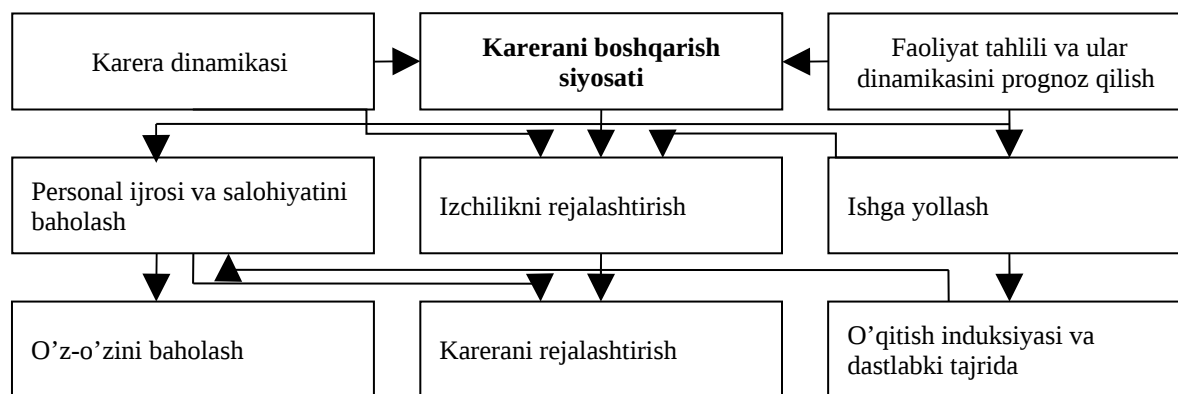 Karera dinamikasi
Karerani boshqarish
siyosati
Faoliyat tahlili va ular
dinamikasini prognoz qilish
Personal ijrosi va salohiyatini
baholash
Izchilikni rejalashtirish
Ishga yollash
O’z-o’zini baholash
Karerani rejalashtirish
O’qitish induksiyasi va
dastlabki tajrida